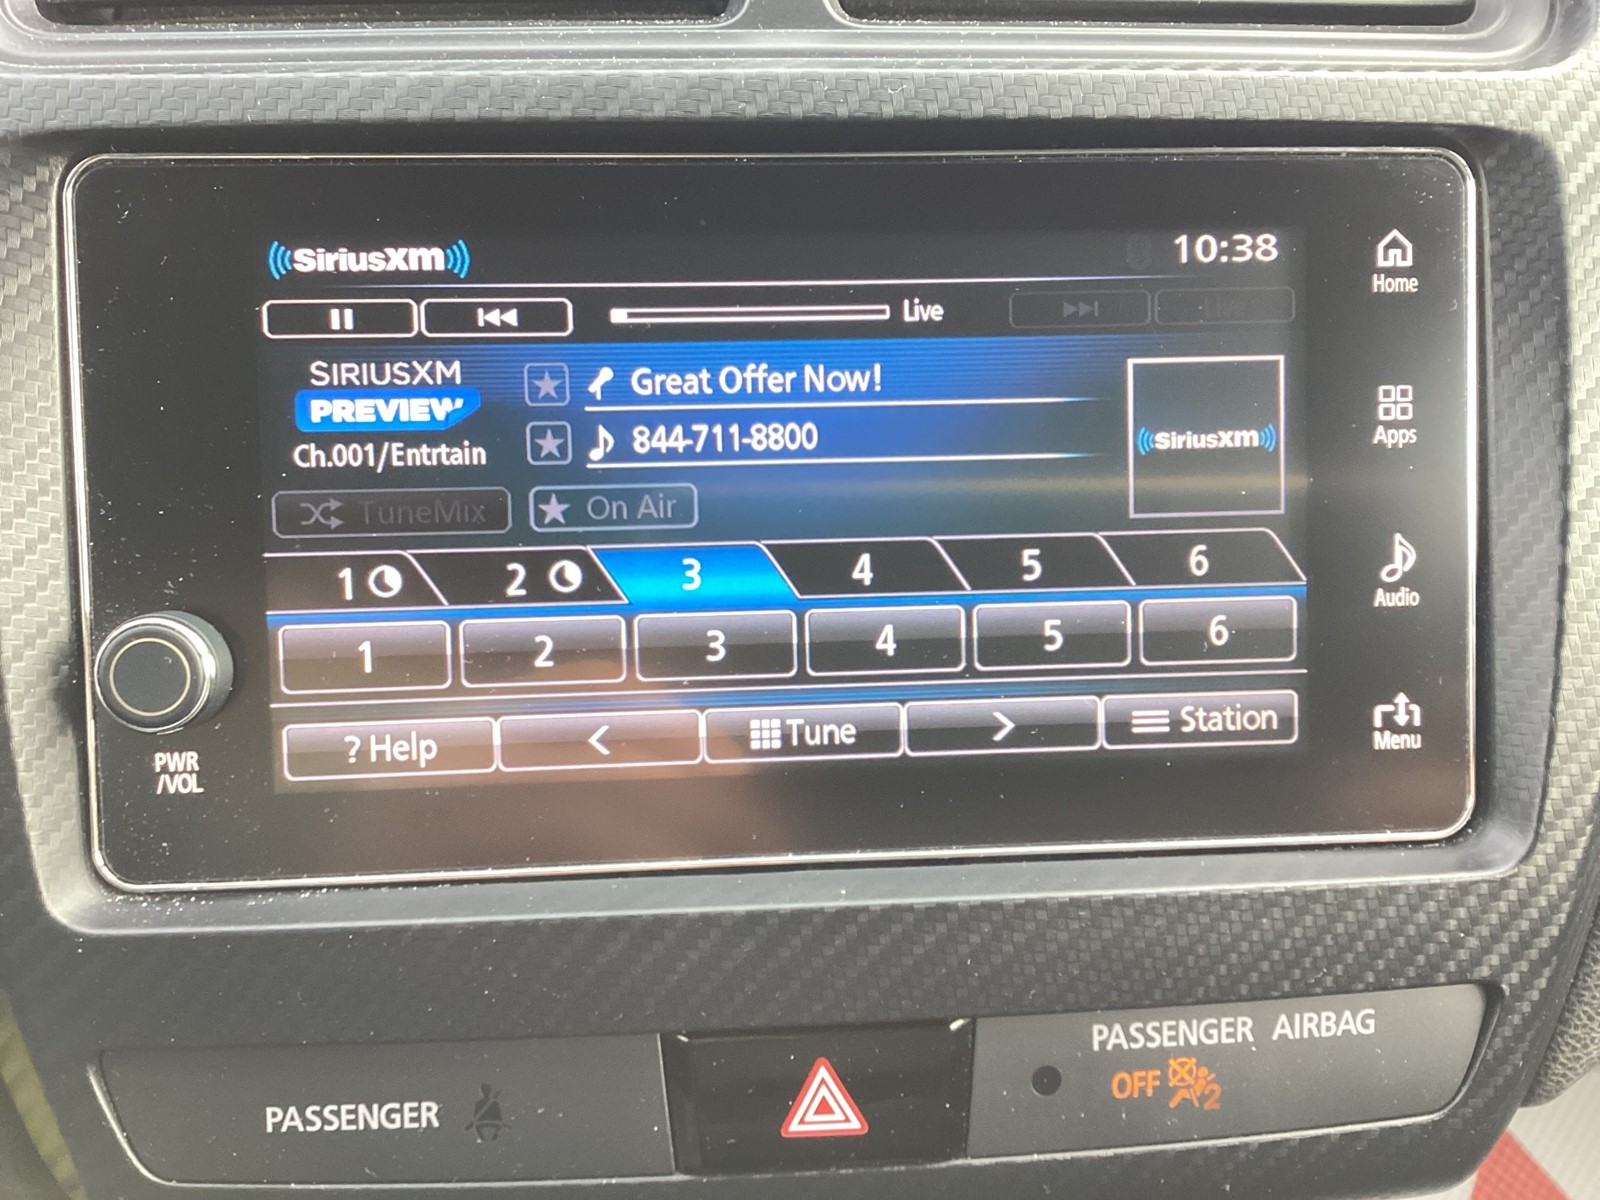 SiriusXM
10:38
Live
Live
SIRIUSXM
PREVIEW
Ch.001/Entrtain
Great Offer Now!
844-711-8800
SiriusXM
TuneMix
On Air
1 2 3 4 5 6
1 2 3 4 5 6
? Help
<
Tune
>
Station
Home
Apps
Audio
Menu
PWR
/VOL
PASSENGER
PASSENGER AIRBAG
OFF
2